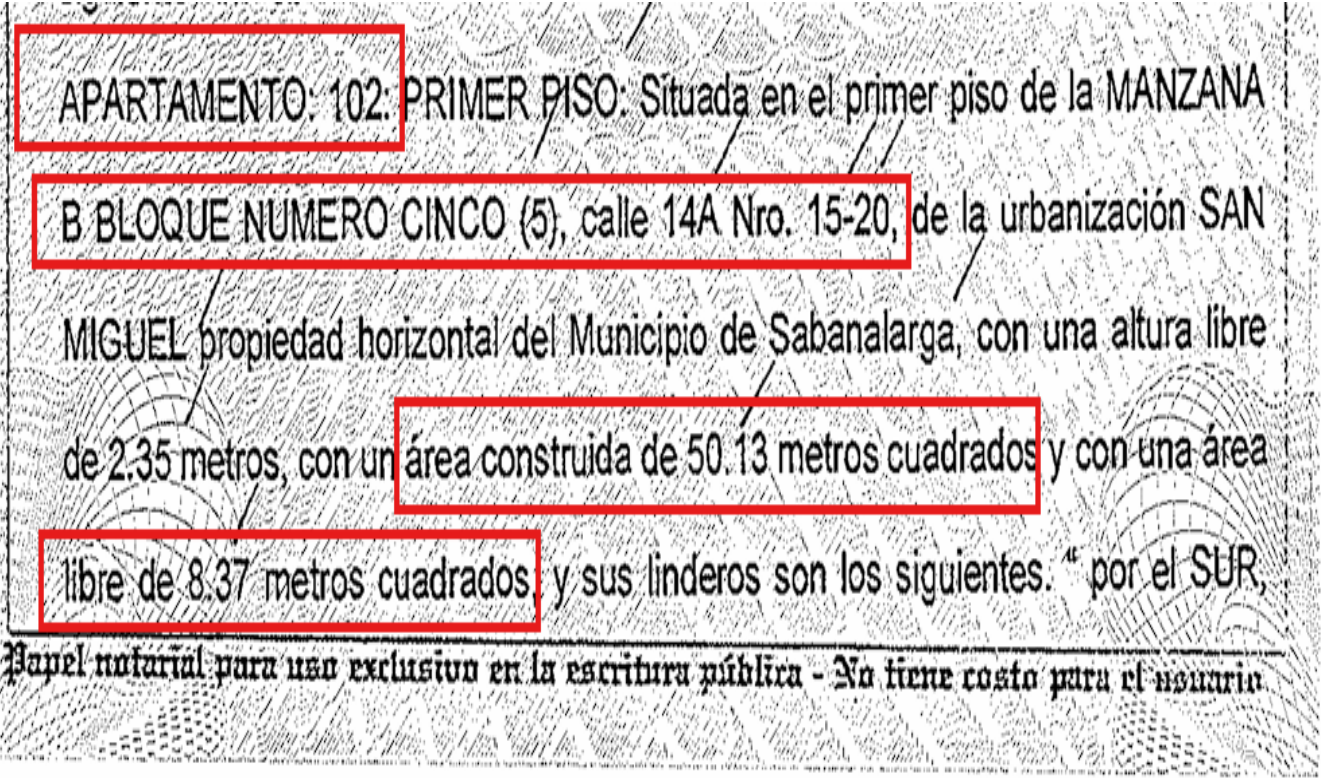 APARTAMENTO: 102: PRIMER PISO: Situada en el primer piso de la MANZANA
B BLOQUE NUMERO CINCO (5), calle 14A Nro. 15-20, de la urbanización SAN
MIGUEL propiedad horizontal del Municipio de Sabanalarga, con una altura libre
de 2.35 metros, con un área construida de 50.13 metros cuadrados y con una área
libre de 8.37 metros cuadrados, y sus linderos son los siguientes. “ por el SUR,
Papel notarial para uso exclusivo en la escritura pública - No tiene costo para el usuario